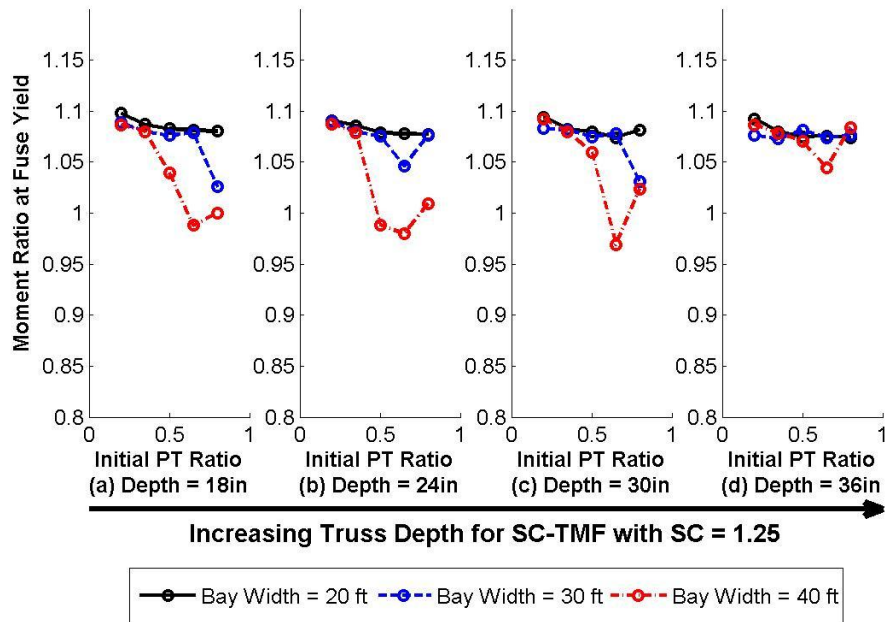 Moment Ratio at Fuse Yield
1.15 1.15 1.15 1.15
1.1 1.1 1.1 1.1
1.05 1.05 1.05 1.05
1 1 1 1
0.95 0.95 0.95 0.95
0.9 0.9 0.9 0.9
0.85 0.85 0.85 0.85
0.8 0.8 0.8 0.8
0 0.5 1 0 0.5 1 0 0.5 1 0 0.5 1
Initial PT Ratio Initial PT Ratio Initial PT Ratio Initial PT Ratio
(a) Depth = 18in (b) Depth = 24in (c) Depth = 30in (d) Depth = 36in
Increasing Truss Depth for SC-TMF with SC = 1.25
Bay Width = 20 ft Bay Width = 30 ft Bay Width = 40 ft